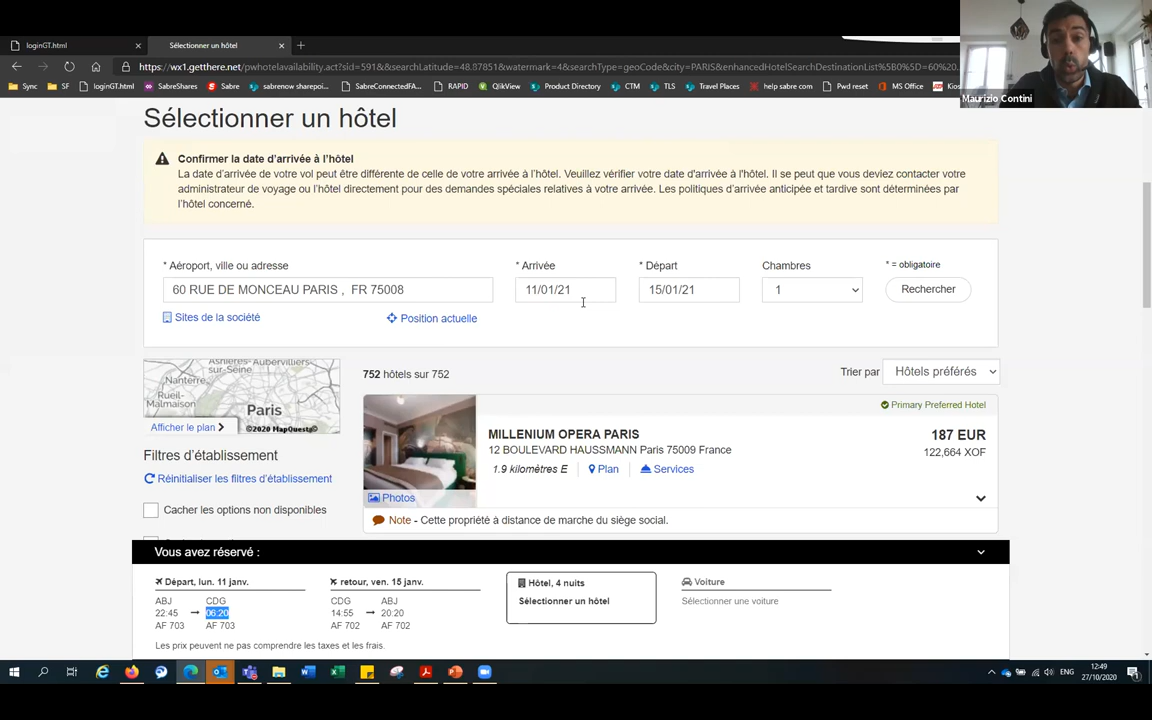 loginGT.html
Sélectionner un hôtel
https://wx1.getthere.net/pwhotelavailability.act?sid=591&&searchLatitude=48.87851&watermark=4&searchType=geoCode&city=PARIS&enhancedHotelSearchDestinationList%5B0%5D=60%20...
Sync
SF
loginGT.html
SabreShares
Sabre
sabrenow sharepoi...
SabreConnectedFA...
RAPID
QlikView
Product Directory
CTM
TLS
Travel Places
help sabre com
Pwd reset
MS Office
Kios
Maurizio Contini
Sélectionner un hôtel
Confirmer la date d'arrivée à l'hôtel
La date d'arrivée de votre vol peut être différente de celle de votre arrivée à l'hôtel. Veuillez vérifier votre date d'arrivée à l'hôtel. Il se peut que vous deviez contacter votre
administrateur de voyage ou l'hôtel directement pour des demandes spéciales relatives à votre arrivée. Les politiques d'arrivée anticipée et tardive sont déterminées par
l'hôtel concerné.
* Aéroport, ville ou adresse
* Arrivée
* Départ
Chambres
* = obligatoire
60 RUE DE MONCEAU PARIS , FR 75008
11/01/21
15/01/21
1
Rechercher
Sites de la société
Position actuelle
752 hôtels sur 752
Trier par
Hôtels préférés
Asnières-
sur-Seine
Aubervilliers
Nanterre
Rueil-
Malmaison
Paris
Afficher le plan
©2020 MapQuest
Primary Preferred Hotel
MILLENIUM OPERA PARIS
187 EUR
12 BOULEVARD HAUSSMANN Paris 75009 France
122,664 XOF
1.9 kilomètres E
Plan
Services
Photos
Note - Cette propriété à distance de marche du siège social.
Filtres d'établissement
Réinitialiser les filtres d'établissement
Cacher les options non disponibles
Vous avez réservé :
Départ, lun. 11 janv.
ABJ CDG
22:45 → 06:20
AF 703 AF 703
retour, ven. 15 janv.
CDG ABJ
14:55 → 20:20
AF 702 AF 702
Hôtel, 4 nuits
Sélectionner un hôtel
Voiture
Sélectionner une voiture
Les prix peuvent ne pas comprendre les taxes et les frais.
ENG
12:49
27/10/2020